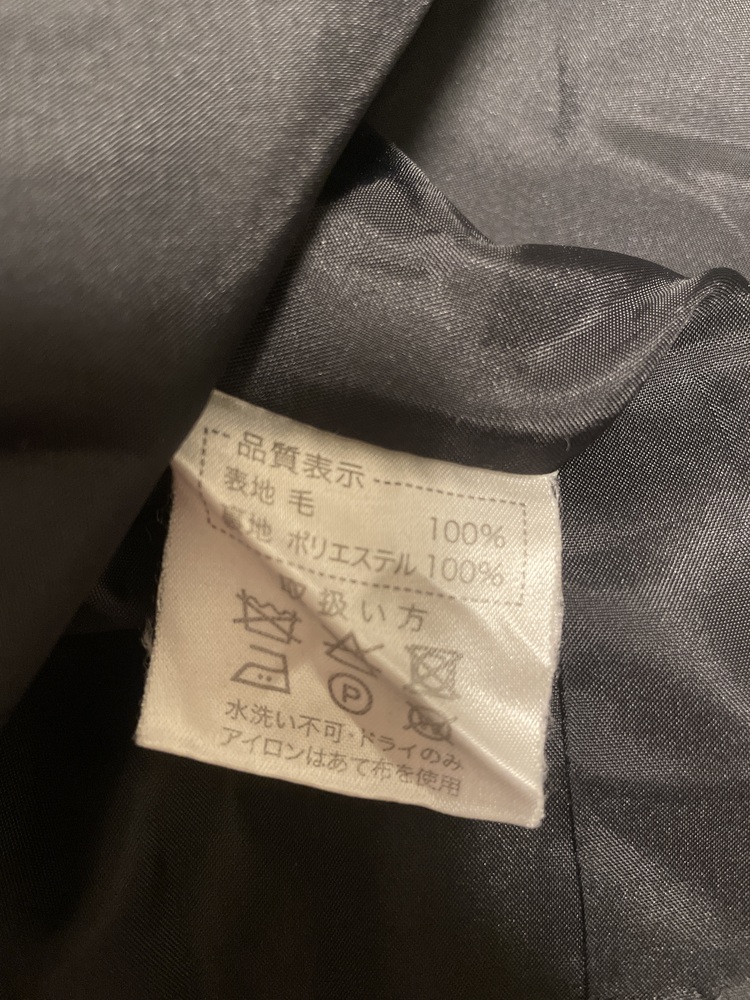 品質表示
表地 毛 100%
裏地 ポリエステル 100%
取扱い方
P
水洗い不可・ドライのみ
アイロンはあて布を使用